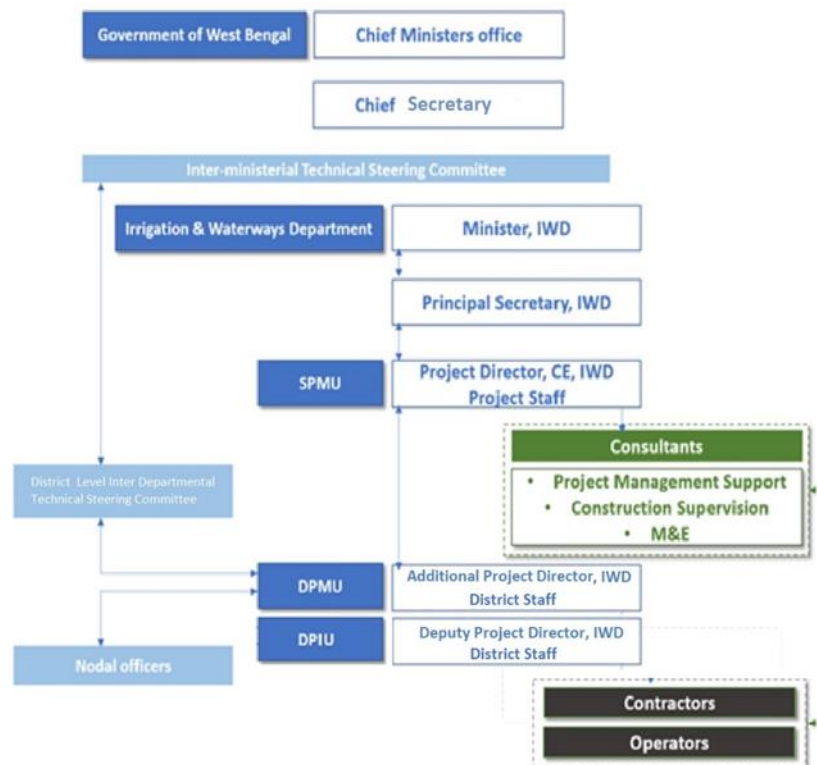 Government of West Bengal
Chief Ministers office
Chief Secretary
Inter-ministerial Technical Steering Committee
Irrigation & Waterways Department
Minister, IWD
Principal Secretary, IWD
SPMU
Project Director, CE, IWD
Project Staff
Consultants
• Project Management Support
• Construction Supervision
• M&E
District Level Inter Departmental
Technical Steering Committee
DPMU
Additional Project Director, IWD
District Staff
DPIU
Deputy Project Director, IWD
District Staff
Nodal officers
Contractors
Operators